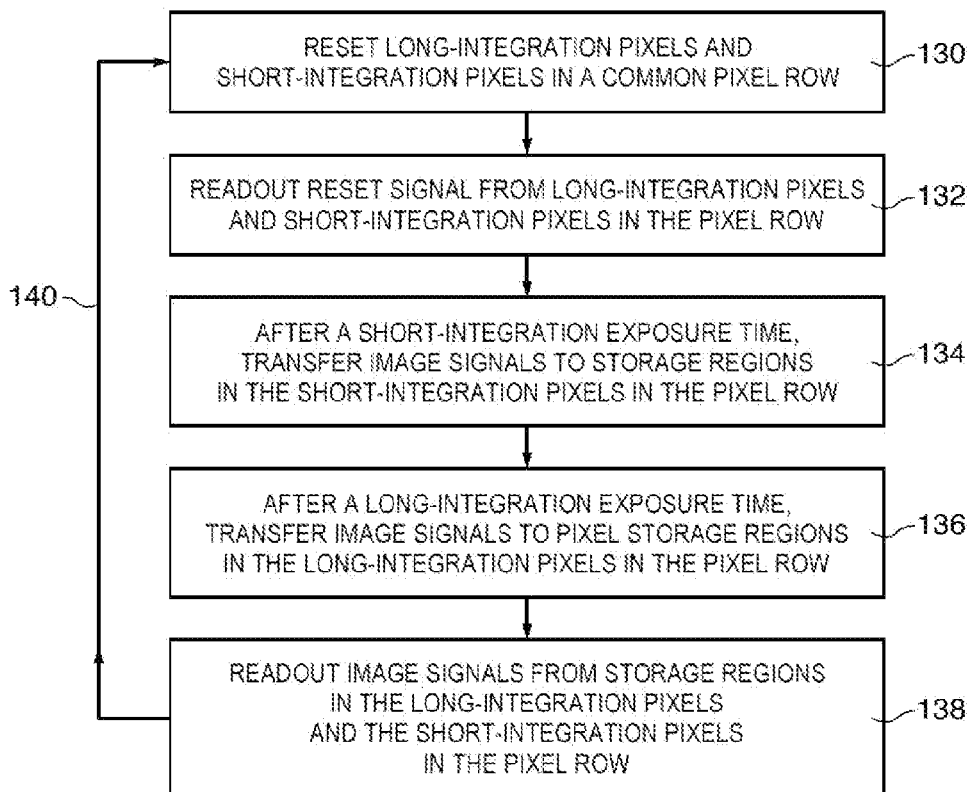 RESET LONG-INTEGRATION PIXELS AND
SHORT-INTEGRATION PIXELS IN A COMMON PIXEL ROW
130
READOUT RESET SIGNAL FROM LONG-INTEGRATION PIXELS
AND SHORT-INTEGRATION PIXELS IN THE PIXEL ROW
132
140
AFTER A SHORT-INTEGRATION EXPOSURE TIME,
TRANSFER IMAGE SIGNALS TO STORAGE REGIONS
IN THE SHORT-INTEGRATION PIXELS IN THE PIXEL ROW
134
AFTER A LONG-INTEGRATION EXPOSURE TIME,
TRANSFER IMAGE SIGNALS TO PIXEL STORAGE REGIONS
IN THE LONG-INTEGRATION PIXELS IN THE PIXEL ROW
136
READOUT IMAGE SIGNALS FROM STORAGE REGIONS
IN THE LONG-INTEGRATION PIXELS
AND THE SHORT-INTEGRATION PIXELS
IN THE PIXEL ROW
138